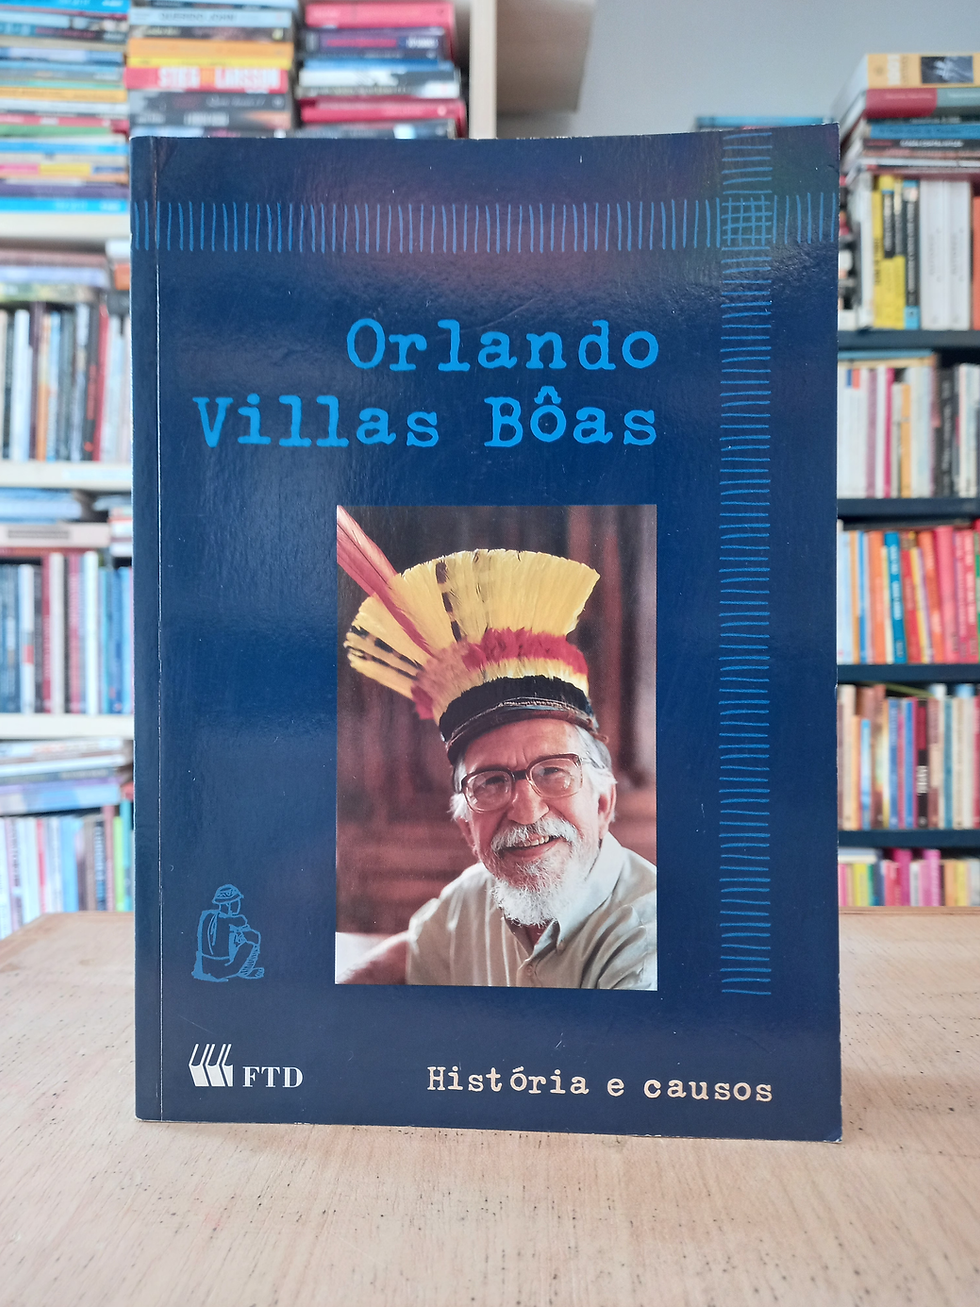 Orlando
Villas Bôas
FTD
História e causos